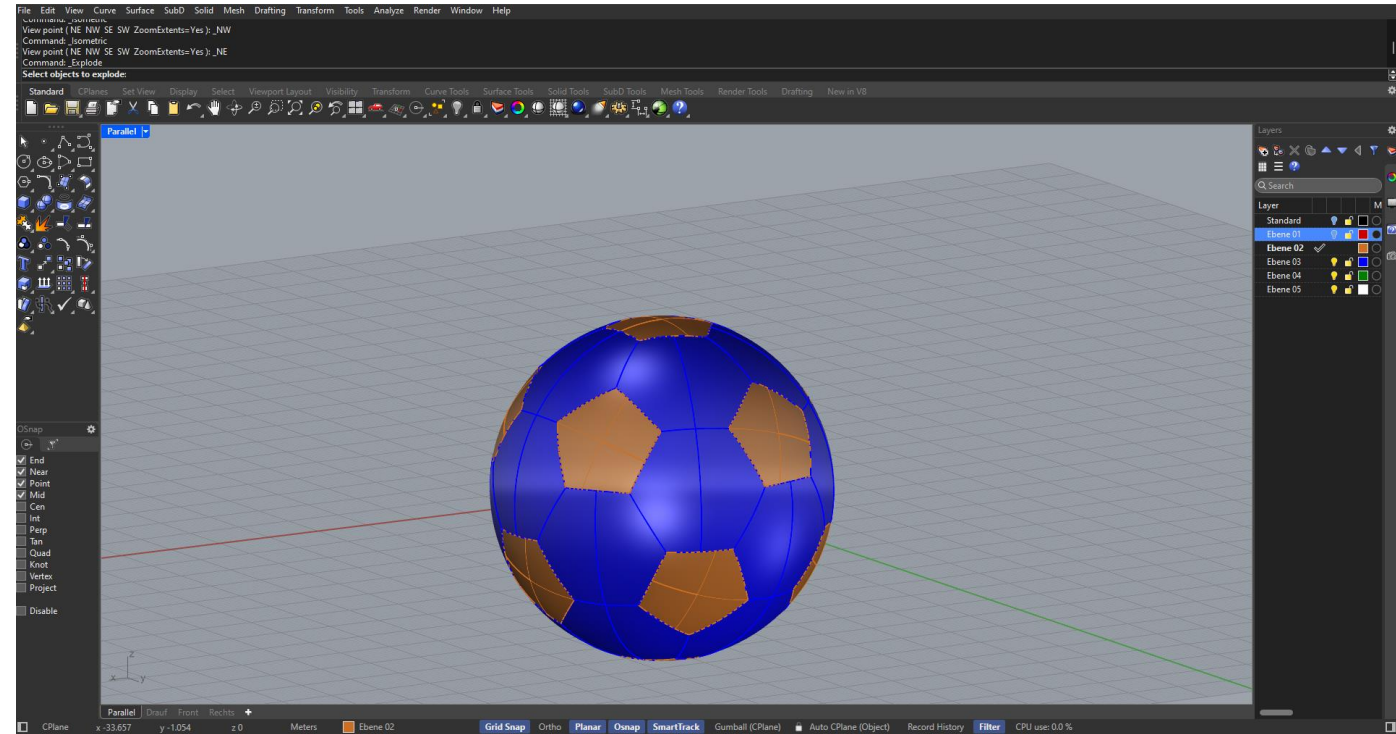 File Edit View Curve Surface SubD Solid Mesh Drafting Transform Tools Analyze Render Window Help
Command: _Isometric
View point ( NE NW SE SW ZoomExtents=Yes ): _NW
Command: _Isometric
View point ( NE NW SE SW ZoomExtents=Yes ): _NE
Command: _Explode
Select objects to explode:
Standard CPlanes Set View Display Select Viewport Layout Visibility Transform Curve Tools Surface Tools Solid Tools SubD Tools Mesh Tools Render Tools Drafting New in V8
Parallel
Layers
Search
Layer M
Standard
Ebene 01
Ebene 02
Ebene 03
Ebene 04
Ebene 05
OSnap
End
Near
Point
Mid
Cen
Int
Perp
Tan
Quad
Knot
Vertex
Project
Disable
z
x y
Parallel Drauf Front Rechts
CPlane x -33.657 y -1.054 z 0 Meters Ebene 02 Grid Snap Ortho Planar Osnap SmartTrack Gumball (CPlane) Auto CPlane (Object) Record History Filter CPU use: 0.0 %